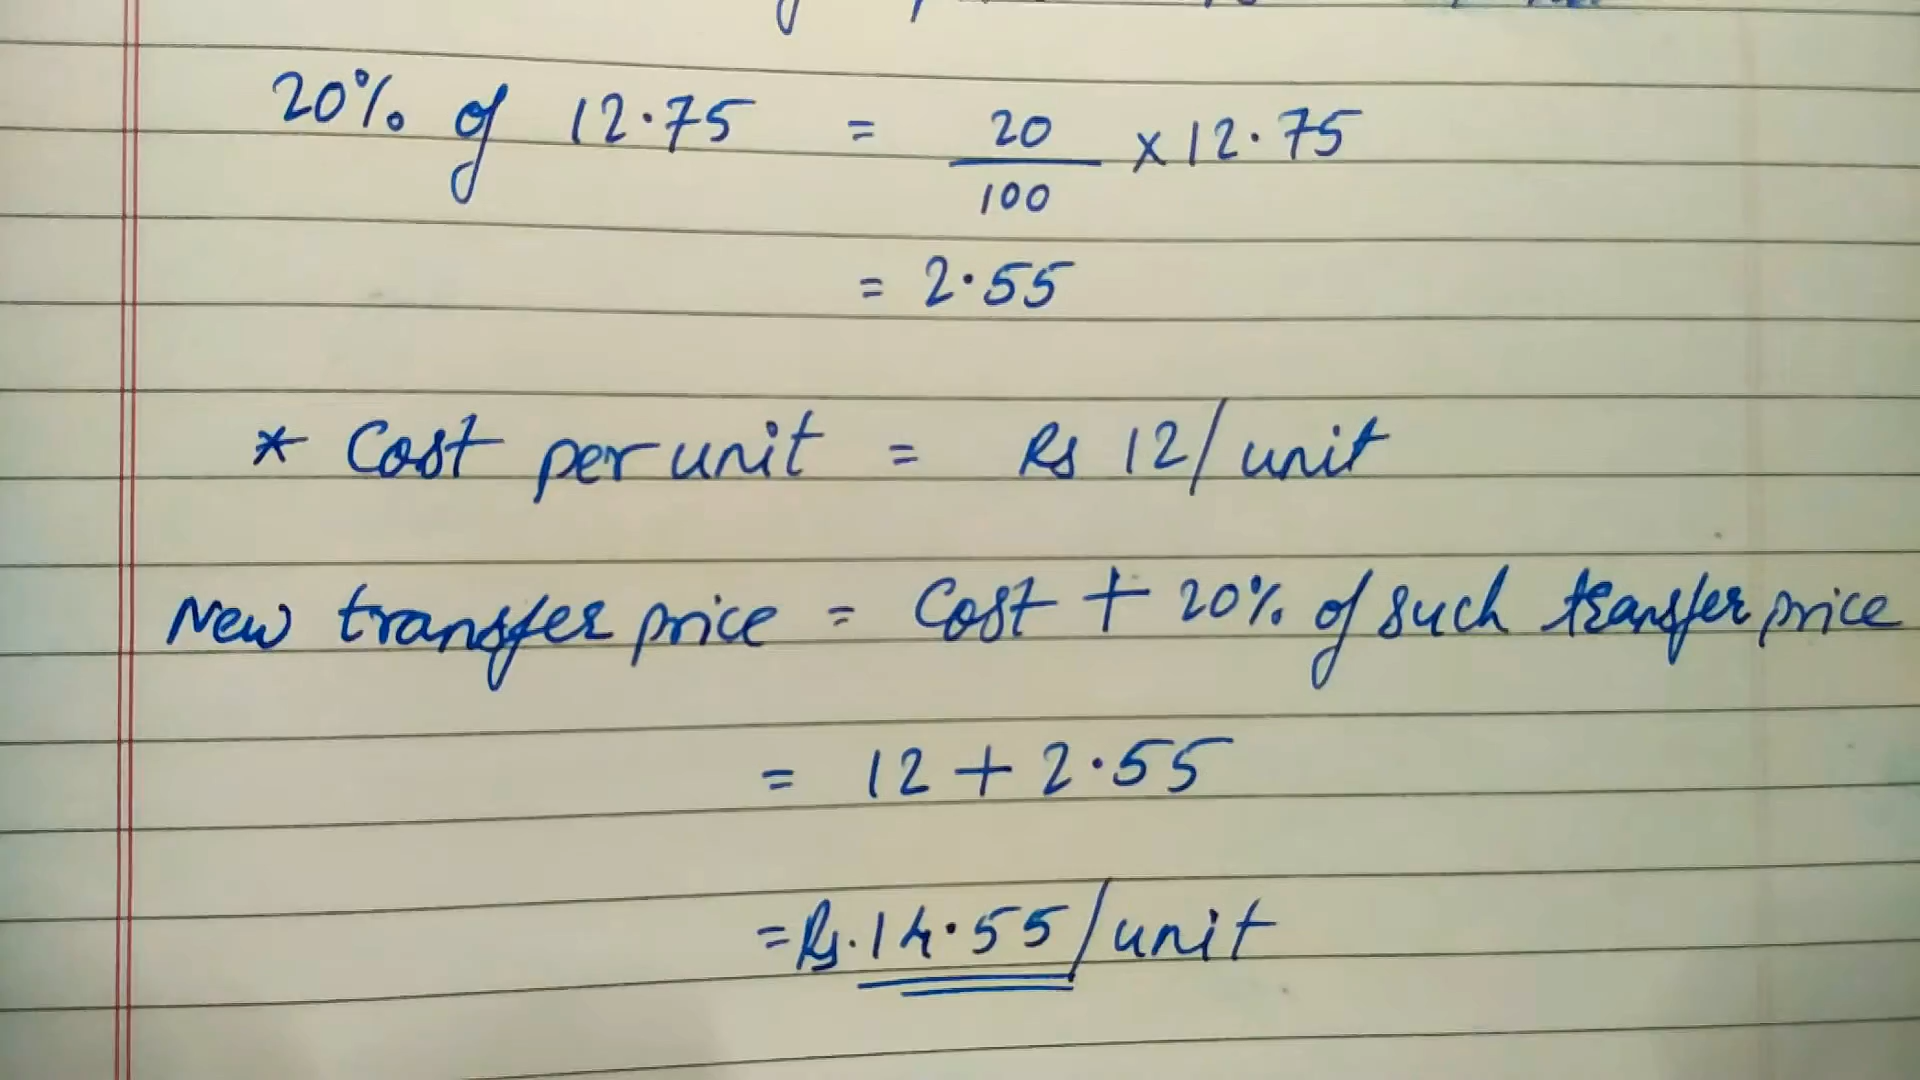 20% of 12.75 = 20/100 × 12.75
= 2.55
* Cost per unit = Rs 12/unit
New transfer price = Cost + 20% of such transfer price
= 12 + 2.55
= Rs. 14.55/unit